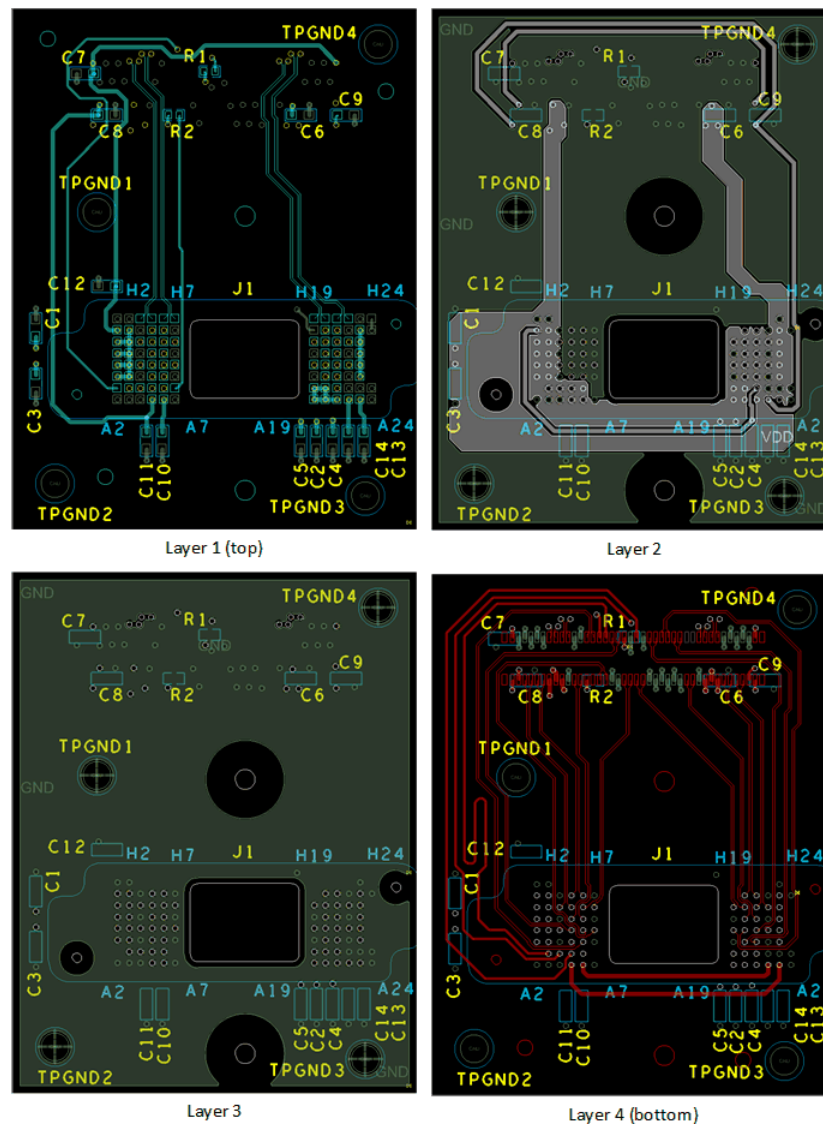 TPGND4
C7
R1
C8
R2
C6
C9
TPGND1
C12
H2
H7
J1
H19
H24
C1
C3
A2
A7
A19
A24
C11
C10
C5
C2
C4
C14
C13
TPGND2
TPGND3
Layer 1 (top)
GND
TPGND4
C7
R1
GND
C8
R2
C6
C9
TPGND1
GND
C12
H2
H7
J1
H19
H24
C1
C3
A2
A7
A19
A2
VDD
C11
C10
C5
C2
C4
C14
C13
TPGND2
TPGND3
GND
Layer 2
GND
TPGND4
C7
R1
GND
C8
R2
C6
C9
TPGND1
GND
C12
H2
H7
J1
H19
H24
C1
C3
A2
A7
A19
A24
C11
C10
C5
C2
C4
C14
C13
TPGND2
TPGND3
GND
Layer 3
TPGND4
C7
R1
C8
R2
C6
C9
TPGND1
C12
H2
H7
J1
H19
H24
C1
C3
A2
A7
A19
A24
C11
C10
C5
C2
C4
C14
C13
TPGND2
TPGND3
Layer 4 (bottom)